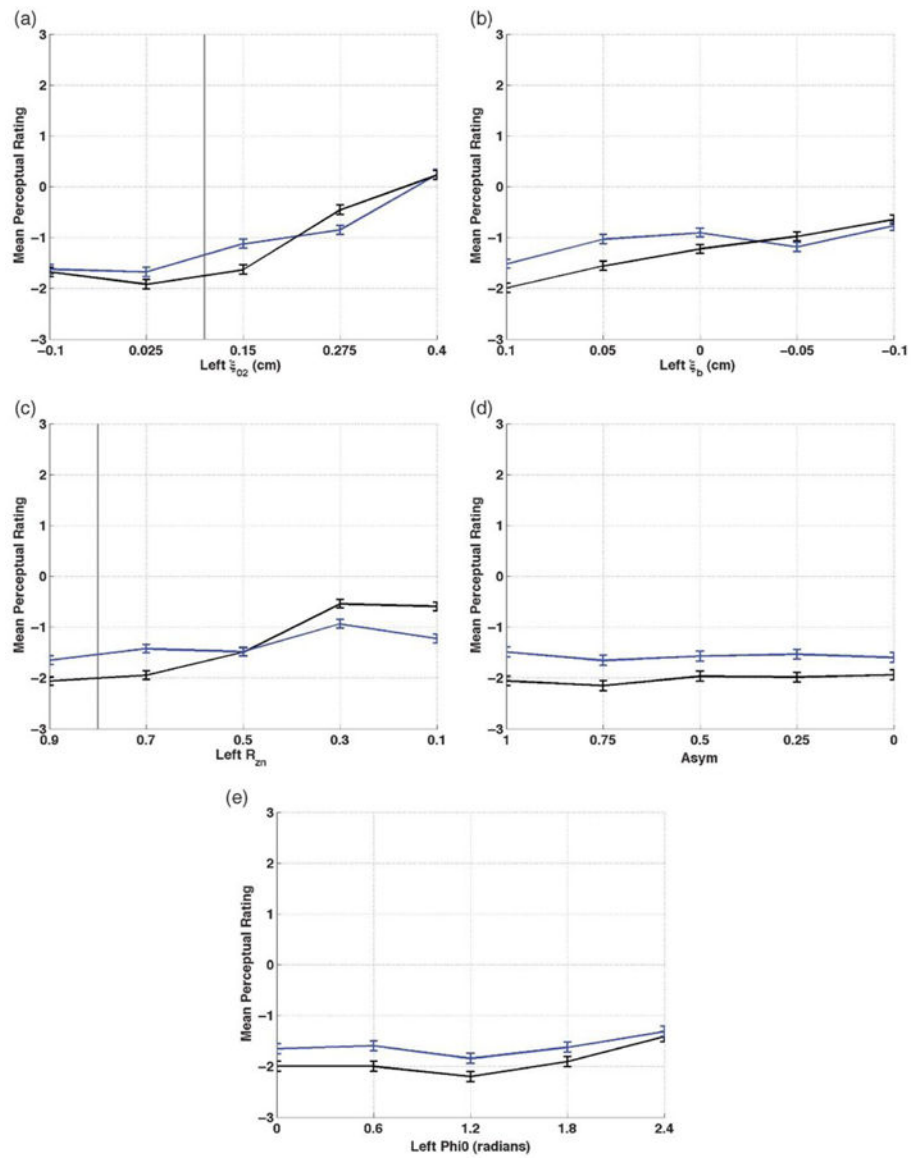 (a)
3
2
1
0
−1
−2
−3
Mean Perceptual Rating
−0.1 0.025 0.15 0.275 0.4
Left ξ02 (cm)
(b)
3
2
1
0
−1
−2
−3
Mean Perceptual Rating
0.1 0.05 0 −0.05 −0.1
Left ξb (cm)
(c)
3
2
1
0
−1
−2
−3
Mean Perceptual Rating
0.9 0.7 0.5 0.3 0.1
Left Rzn
(d)
3
2
1
0
−1
−2
−3
Mean Perceptual Rating
1 0.75 0.5 0.25 0
Asym
(e)
3
2
1
0
−1
−2
−3
Mean Perceptual Rating
0 0.6 1.2 1.8 2.4
Left Phi0 (radians)